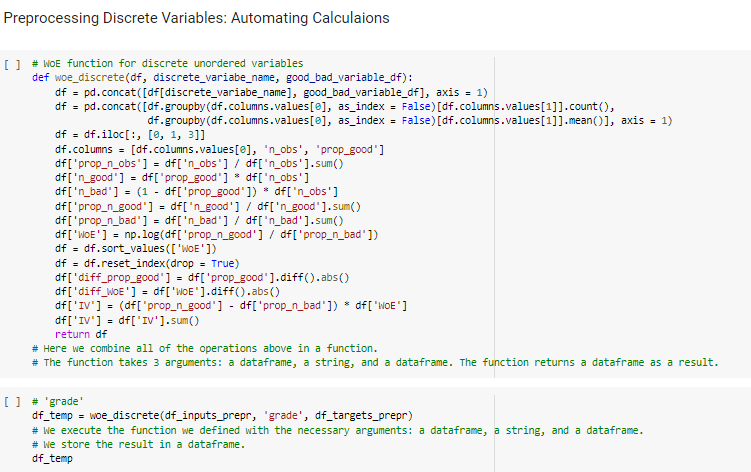 Preprocessing Discrete Variables: Automating Calculaions
[ ] # WoE function for discrete unordered variables
def woe_discrete(df, discrete_variabe_name, good_bad_variable_df):
df = pd.concat([df[discrete_variabe_name], good_bad_variable_df], axis = 1)
df = pd.concat([df.groupby(df.columns.values[0], as_index = False)[df.columns.values[1]].count(),
df.groupby(df.columns.values[0], as_index = False)[df.columns.values[1]].mean()], axis = 1)
df = df.iloc[:, [0, 1, 3]]
df.columns = [df.columns.values[0], 'n_obs', 'prop_good']
df['prop_n_obs'] = df['n_obs'] / df['n_obs'].sum()
df['n_good'] = df['prop_good'] * df['n_obs']
df['n_bad'] = (1 - df['prop_good']) * df['n_obs']
df['prop_n_good'] = df['n_good'] / df['n_good'].sum()
df['prop_n_bad'] = df['n_bad'] / df['n_bad'].sum()
df['WoE'] = np.log(df['prop_n_good'] / df['prop_n_bad'])
df = df.sort_values(['WoE'])
df = df.reset_index(drop = True)
df['diff_prop_good'] = df['prop_good'].diff().abs()
df['diff_WoE'] = df['WoE'].diff().abs()
df['IV'] = (df['prop_n_good'] - df['prop_n_bad']) * df['WoE']
df['IV'] = df['IV'].sum()
return df
# Here we combine all of the operations above in a function.
# The function takes 3 arguments: a dataframe, a string, and a dataframe. The function returns a dataframe as a result.
[ ] # 'grade'
df_temp = woe_discrete(df_inputs_prepr, 'grade', df_targets_prepr)
# We execute the function we defined with the necessary arguments: a dataframe, a string, and a dataframe.
# We store the result in a dataframe.
df_temp